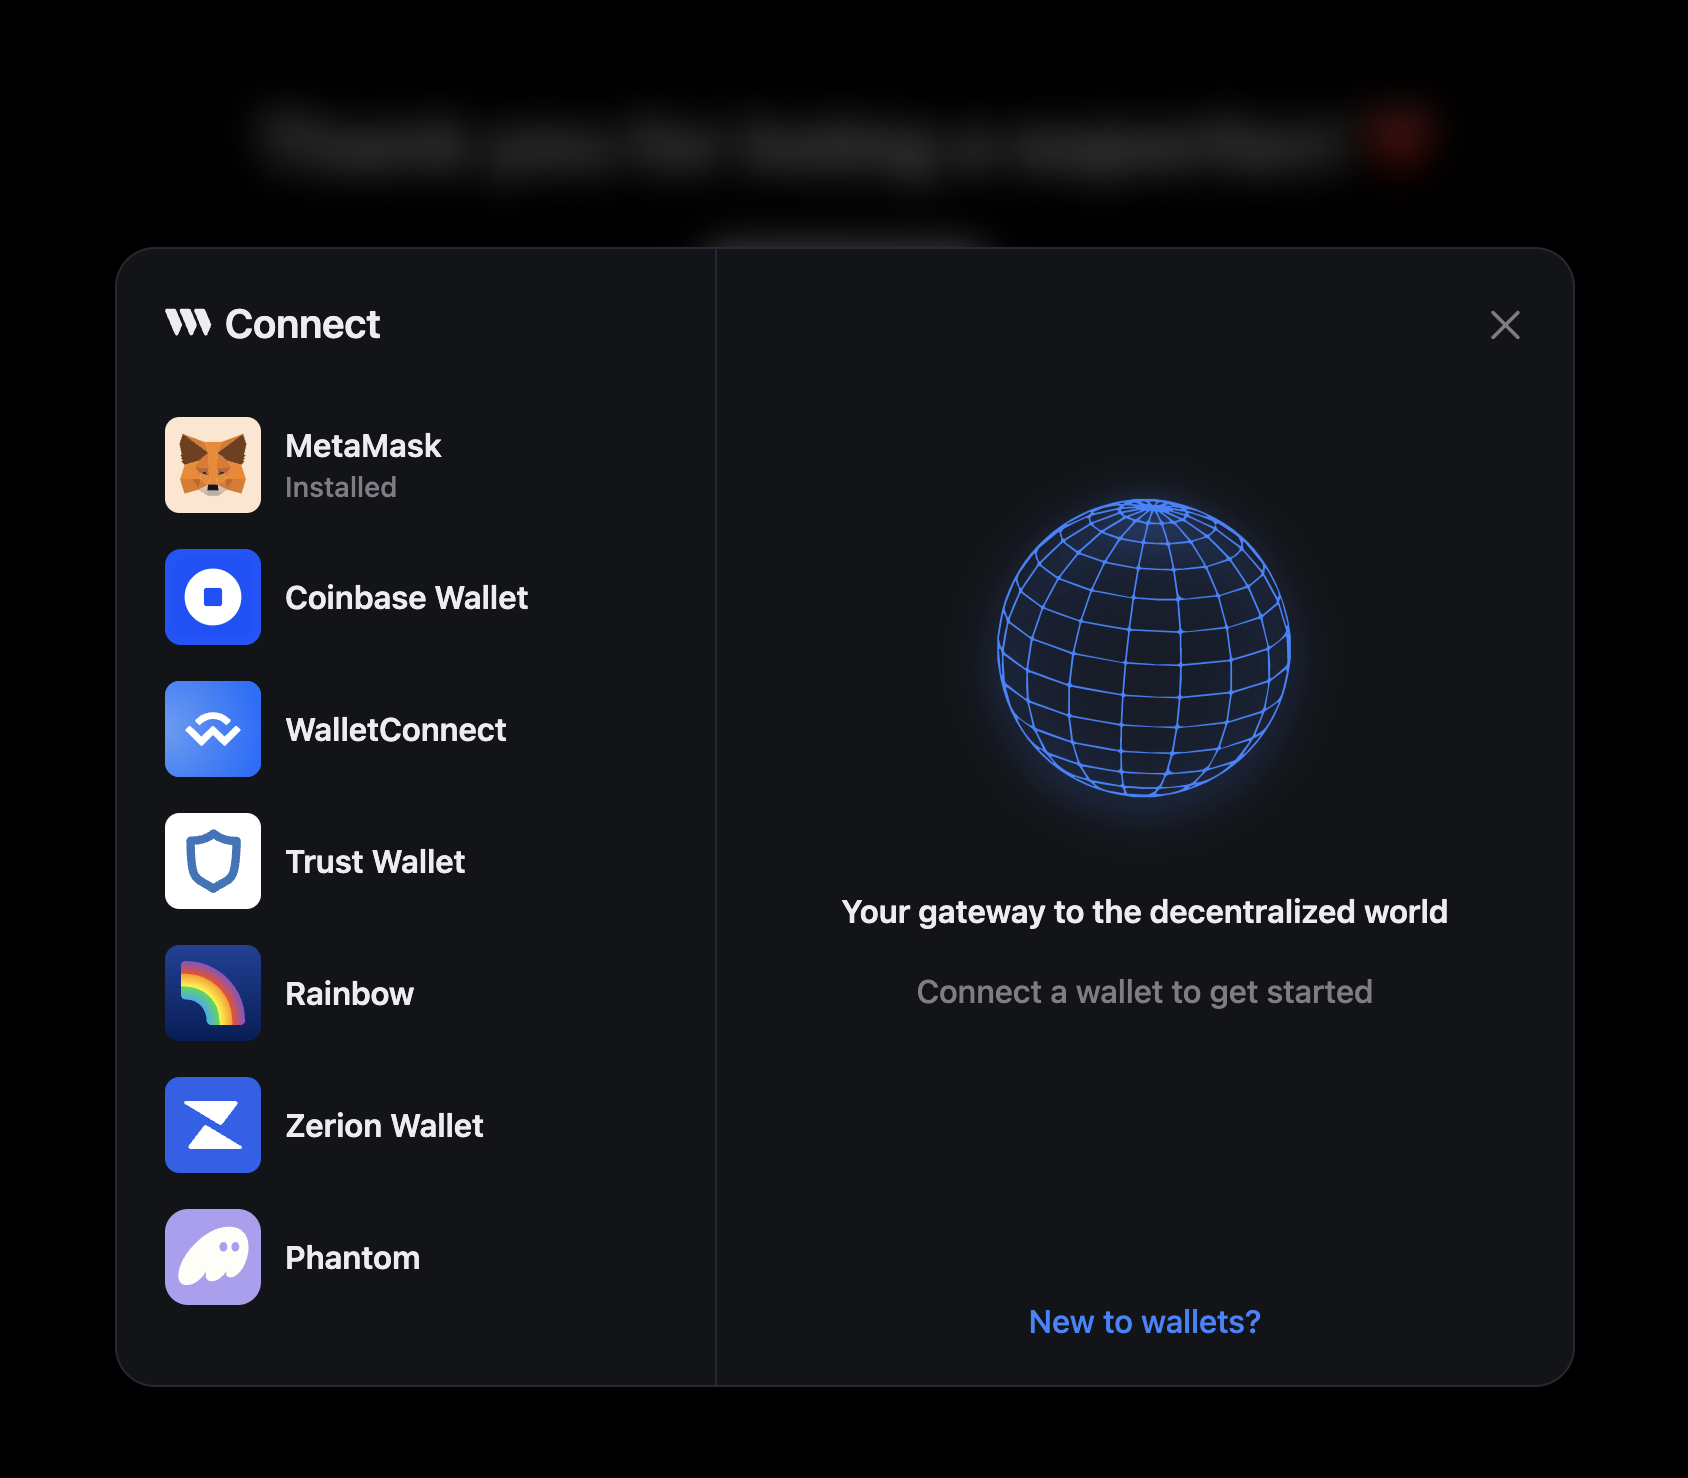 Connect
MetaMask
Installed
Coinbase Wallet
WalletConnect
Trust Wallet
Rainbow
Zerion Wallet
Phantom
Your gateway to the decentralized world
Connect a wallet to get started
New to wallets?